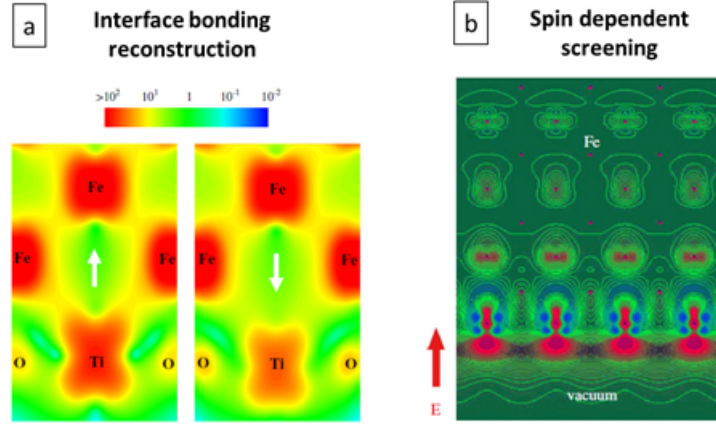 a
Interface bonding
reconstruction
>10² 10¹ 1 10⁻¹ 10⁻²
Fe
Fe Fe
Ti
O O
Fe
Fe Fe
Ti
O O
b
Spin dependent
screening
Fe
E
vacuum